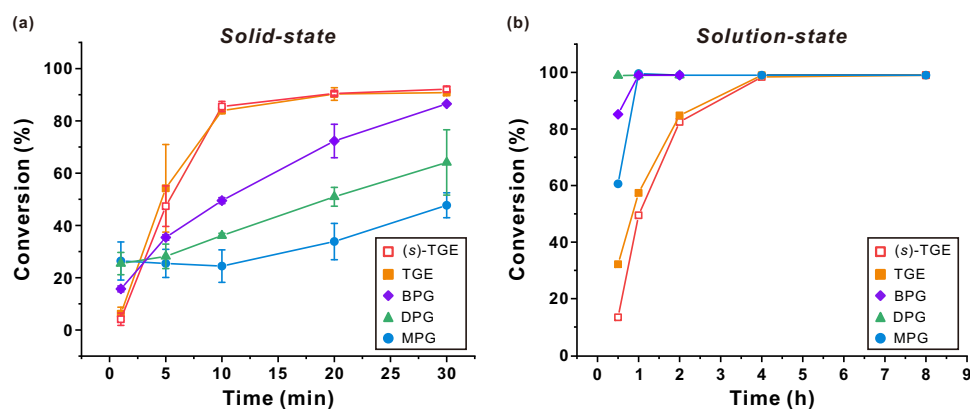 (a)
Solid-state
Conversion (%)
100
80
60
40
20
0
(s)-TGE
TGE
BPG
DPG
MPG
0 5 10 15 20 25 30
Time (min)
(b)
Solution-state
Conversion (%)
100
80
60
40
20
0
(s)-TGE
TGE
BPG
DPG
MPG
0 1 2 3 4 5 6 7 8 9
Time (h)